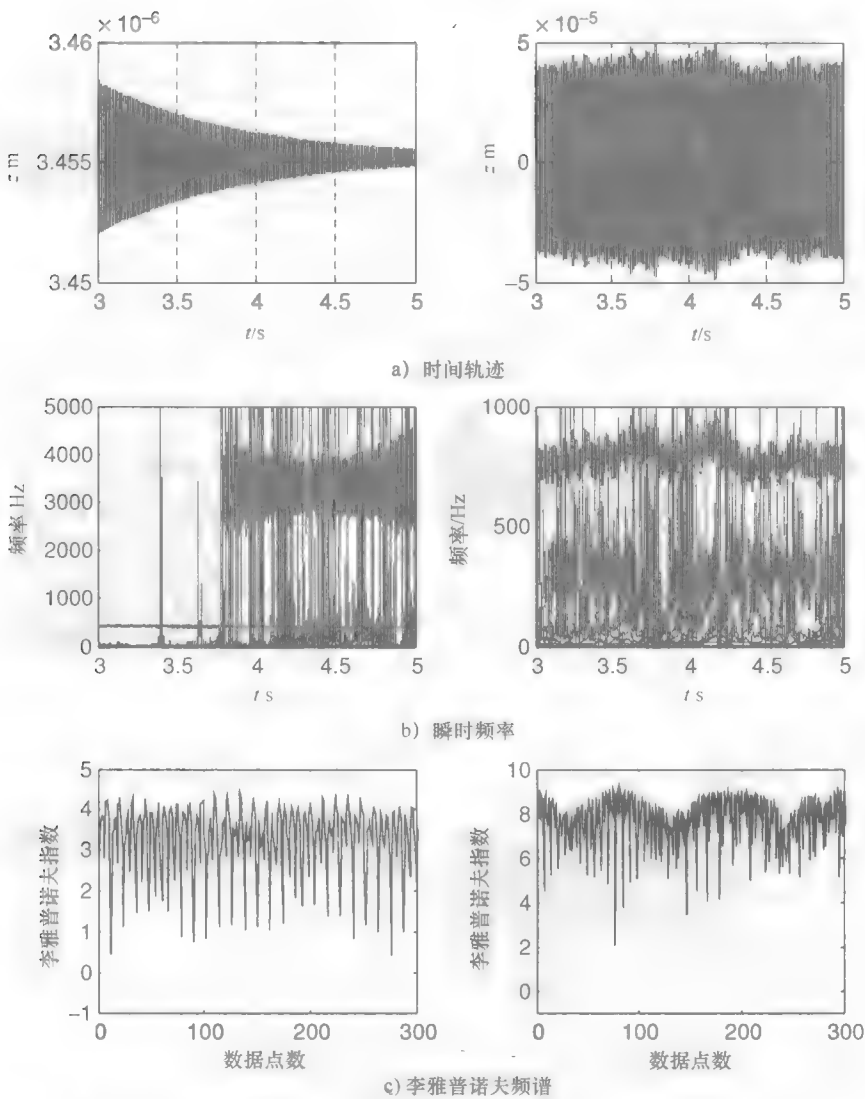 × 10⁻⁶
3.46
3.455
3.45
z m
3 3.5 4 4.5 5
t/s
× 10⁻⁵
5
0
−5
z m
3 3.5 4 4.5 5
t/s
a) 时间轨迹
5000
4000
3000
2000
1000
0
频率 Hz
3 3.5 4 4.5 5
t s
1000
500
0
频率/Hz
3 3.5 4 4.5 5
t s
b) 瞬时频率
5
4
3
2
1
0
−1
李雅普诺夫指数
0 100 200 300
数据点数
10
8
6
4
2
0
李雅普诺夫指数
0 100 200 300
数据点数
c) 李雅普诺夫频谱